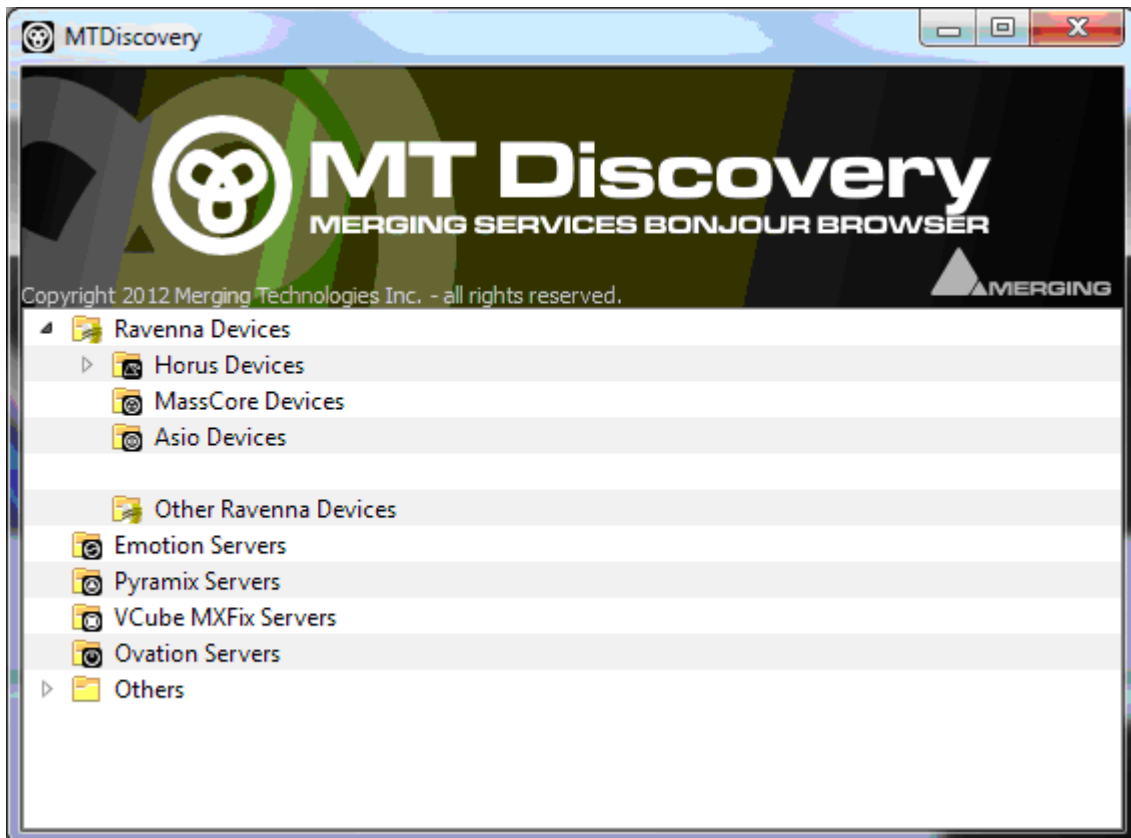 MTDiscovery
MT Discovery
MERGING SERVICES BONJOUR BROWSER
MERGING
Copyright 2012 Merging Technologies Inc. - all rights reserved.
Ravenna Devices
Horus Devices
MassCore Devices
Asio Devices
Other Ravenna Devices
Emotion Servers
Pyramix Servers
VCube MXFix Servers
Ovation Servers
Others